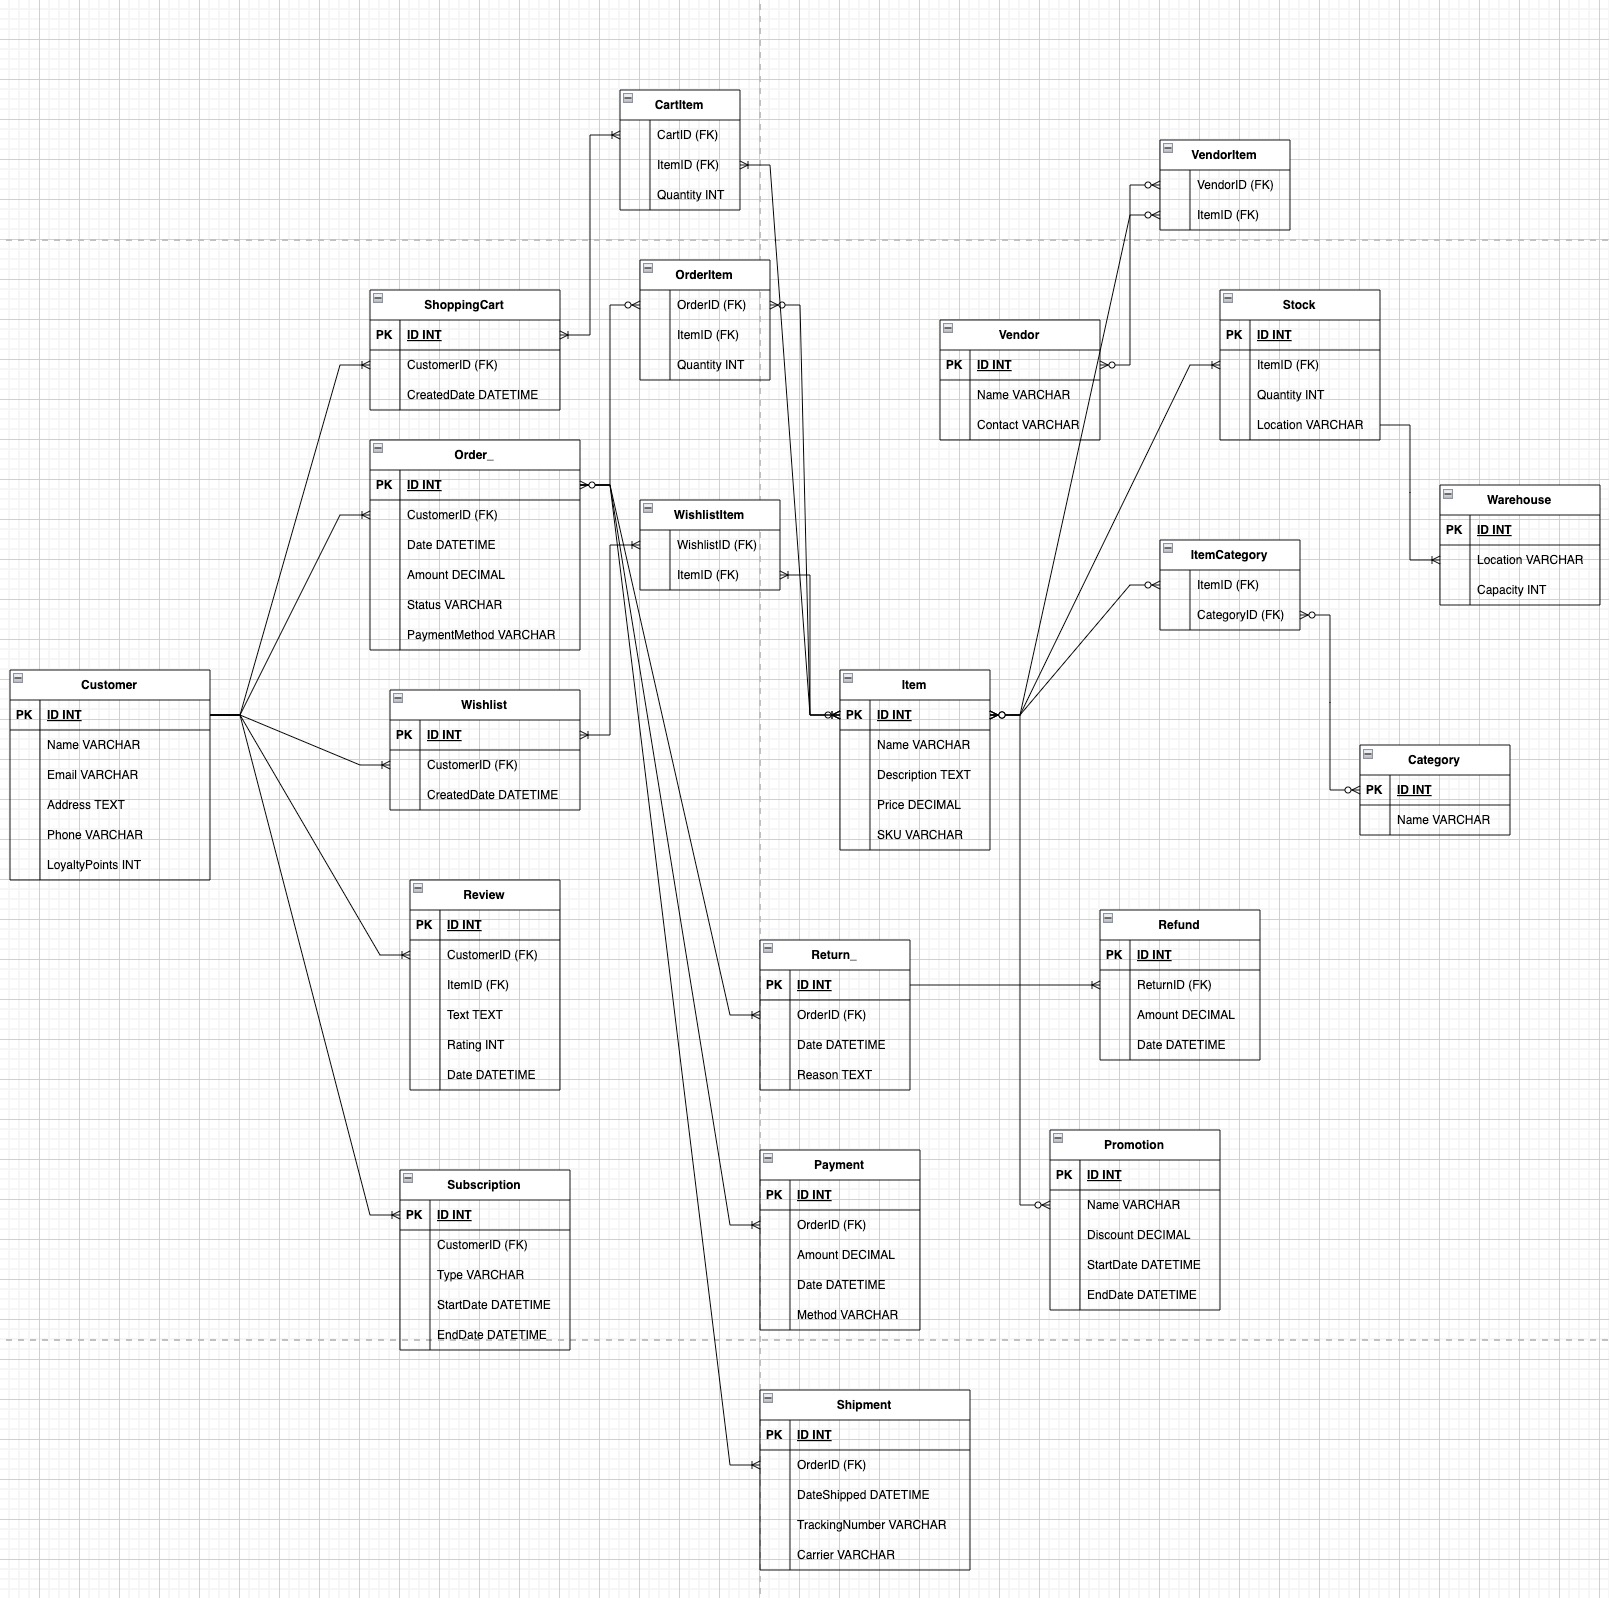 CartItem
CartID (FK)
ItemID (FK)
Quantity INT
VendorItem
VendorID (FK)
ItemID (FK)
OrderItem
OrderID (FK)
ItemID (FK)
Quantity INT
ShoppingCart
PK ID INT
CustomerID (FK)
CreatedDate DATETIME
Vendor
PK ID INT
Name VARCHAR
Contact VARCHAR
Stock
PK ID INT
ItemID (FK)
Quantity INT
Location VARCHAR
Order_
PK ID INT
CustomerID (FK)
Date DATETIME
Amount DECIMAL
Status VARCHAR
PaymentMethod VARCHAR
WishlistItem
WishlistID (FK)
ItemID (FK)
Warehouse
PK ID INT
Location VARCHAR
Capacity INT
ItemCategory
ItemID (FK)
CategoryID (FK)
Customer
PK ID INT
Name VARCHAR
Email VARCHAR
Address TEXT
Phone VARCHAR
LoyaltyPoints INT
Wishlist
PK ID INT
CustomerID (FK)
CreatedDate DATETIME
Item
PK ID INT
Name VARCHAR
Description TEXT
Price DECIMAL
SKU VARCHAR
Category
PK ID INT
Name VARCHAR
Review
PK ID INT
CustomerID (FK)
ItemID (FK)
Text TEXT
Rating INT
Date DATETIME
Return_
PK ID INT
OrderID (FK)
Date DATETIME
Reason TEXT
Refund
PK ID INT
ReturnID (FK)
Amount DECIMAL
Date DATETIME
Subscription
PK ID INT
CustomerID (FK)
Type VARCHAR
StartDate DATETIME
EndDate DATETIME
Payment
PK ID INT
OrderID (FK)
Amount DECIMAL
Date DATETIME
Method VARCHAR
Promotion
PK ID INT
Name VARCHAR
Discount DECIMAL
StartDate DATETIME
EndDate DATETIME
Shipment
PK ID INT
OrderID (FK)
DateShipped DATETIME
TrackingNumber VARCHAR
Carrier VARCHAR